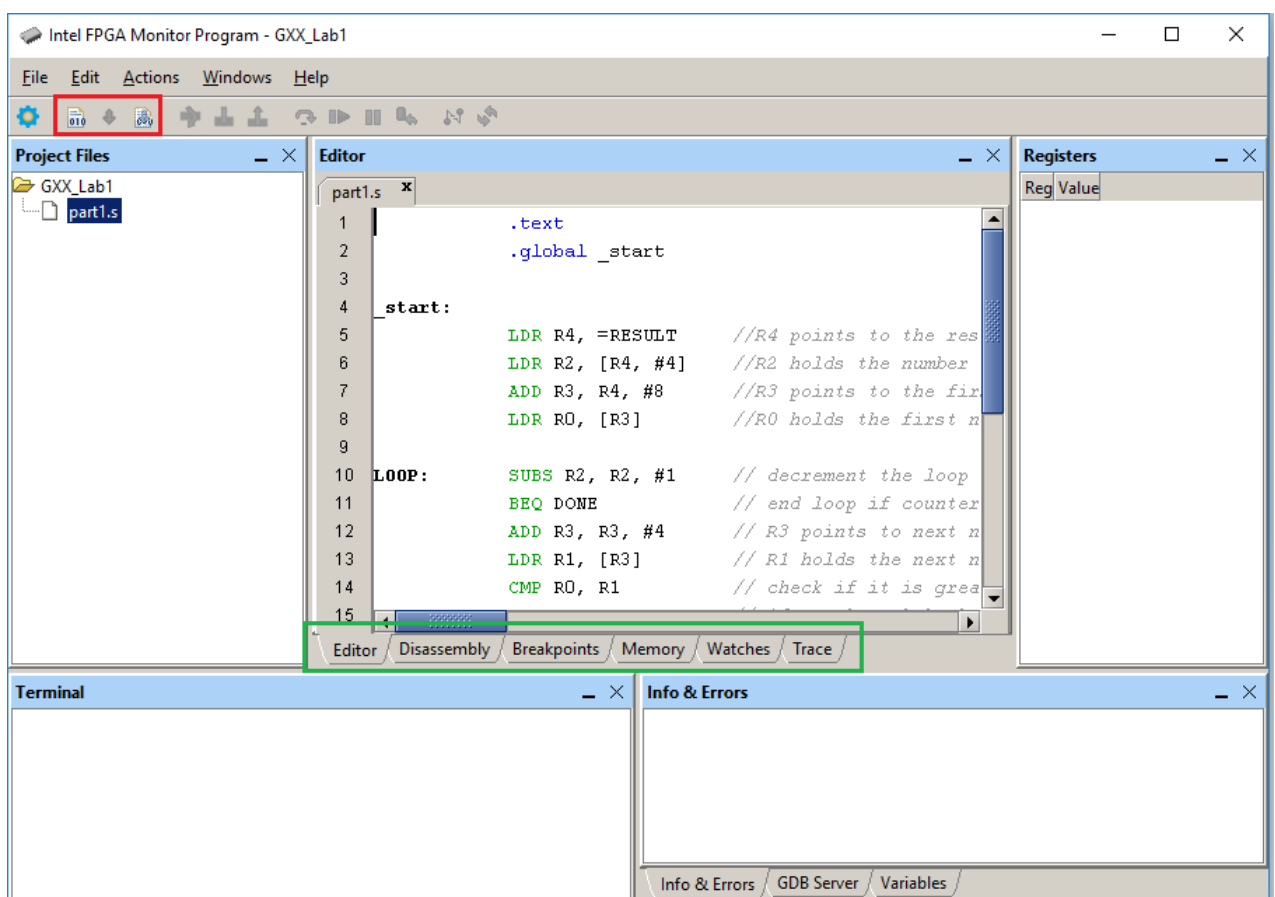 Intel FPGA Monitor Program - GXX_Lab1
File Edit Actions Windows Help
Project Files
GXX_Lab1
part1.s
Editor
part1.s x
1 .text
2 .global _start
3
4 _start:
5 LDR R4, =RESULT //R4 points to the res
6 LDR R2, [R4, #4] //R2 holds the number
7 ADD R3, R4, #8 //R3 points to the fir
8 LDR R0, [R3] //R0 holds the first n
9
10 LOOP: SUBS R2, R2, #1 // decrement the loop
11 BEQ DONE // end loop if counter
12 ADD R3, R3, #4 // R3 points to next n
13 LDR R1, [R3] // R1 holds the next n
14 CMP R0, R1 // check if it is grea
15
Editor Disassembly Breakpoints Memory Watches Trace
Registers
Reg Value
Terminal
Info & Errors
Info & Errors GDB Server Variables